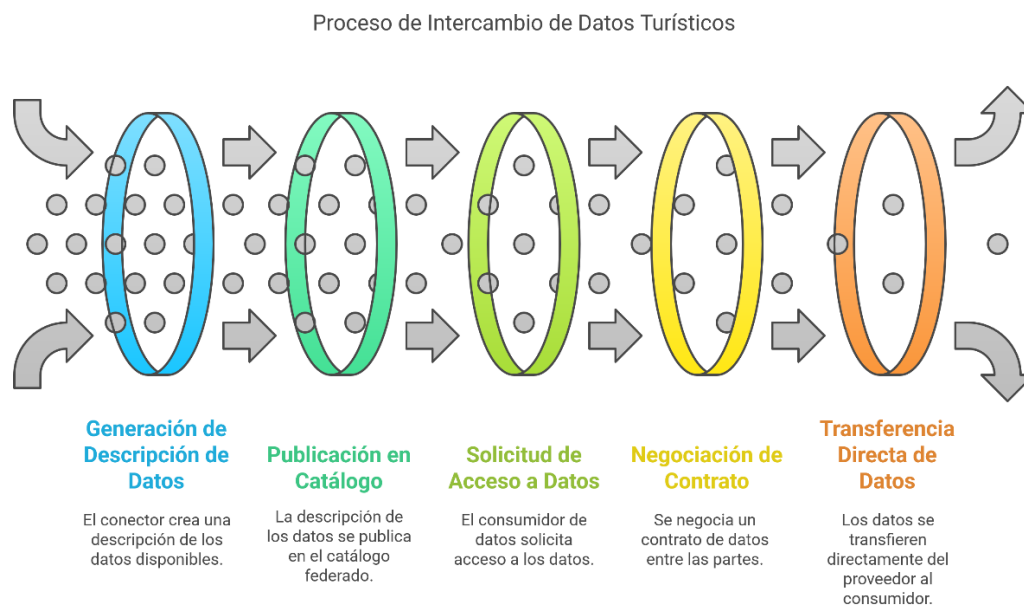 Proceso de Intercambio de Datos Turísticos
Generación de
Descripción de
Datos
El conector crea una
descripción de los
datos disponibles.
Publicación en
Catálogo
La descripción de
los datos se publica
en el catálogo
federado.
Solicitud de
Acceso a Datos
El consumidor de
datos solicita
acceso a los datos.
Negociación de
Contrato
Se negocia un
contrato de datos
entre las partes.
Transferencia
Directa de
Datos
Los datos se
transfieren
directamente del
proveedor al
consumidor.